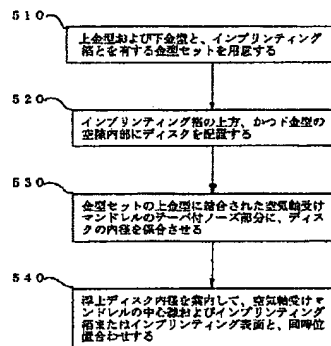 510
上金型および下金型と、インプリンティング
箔とを有する金型セットを用意する
520
インプリンティング箔の上方、かつ下金型の
空隙内部にディスクを配置する
530
金型セットの上金型に結合された空気軸受け
マンドレルのテーパ付ノーズ部分に、ディス
クの内径を係合させる
540
浮上ディスク内径を案内して、空気軸受けマ
ンドレルの中心線およびインプリンティング
箔またはインプリンティング表面と、同時位
置合わせする